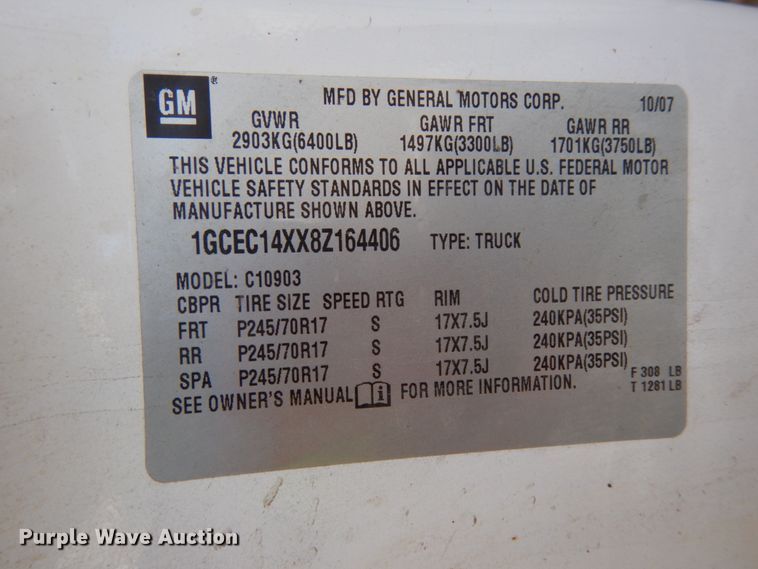 GM ® MFD BY GENERAL MOTORS CORP. 10/07
GVWR GAWR FRT GAWR RR
2903KG(6400LB) 1497KG(3300LB) 1701KG(3750LB)
THIS VEHICLE CONFORMS TO ALL APPLICABLE U.S. FEDERAL MOTOR
VEHICLE SAFETY STANDARDS IN EFFECT ON THE DATE OF
MANUFACTURE SHOWN ABOVE.
1GCEC14XX8Z164406 TYPE: TRUCK
MODEL: C10903
CBPR TIRE SIZE SPEED RTG RIM COLD TIRE PRESSURE
FRT P245/70R17 S 17X7.5J 240KPA(35PSI)
RR P245/70R17 S 17X7.5J 240KPA(35PSI)
SPA P245/70R17 S 17X7.5J 240KPA(35PSI) F 308 LB
SEE OWNER'S MANUAL i FOR MORE INFORMATION. T 1281 LB
Purple Wave Auction